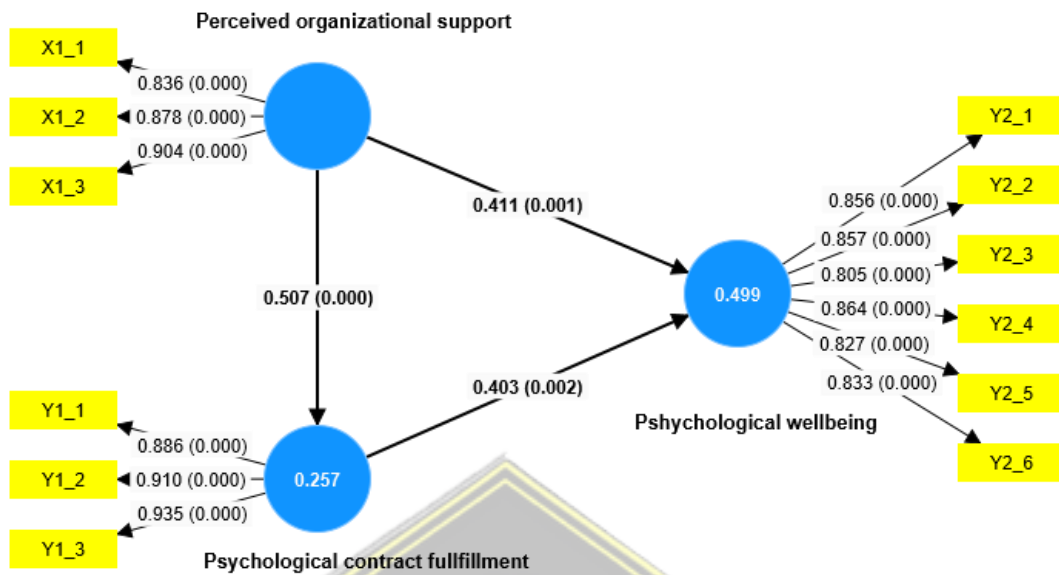 Perceived organizational support
X1_1
X1_2
X1_3
0.836 (0.000)
0.878 (0.000)
0.904 (0.000)
0.411 (0.001)
0.507 (0.000)
0.403 (0.002)
Y1_1
Y1_2
Y1_3
0.886 (0.000)
0.910 (0.000)
0.935 (0.000)
0.257
Psychological contract fullfillment
0.499
Pshychological wellbeing
0.856 (0.000)
0.857 (0.000)
0.805 (0.000)
0.864 (0.000)
0.827 (0.000)
0.833 (0.000)
Y2_1
Y2_2
Y2_3
Y2_4
Y2_5
Y2_6